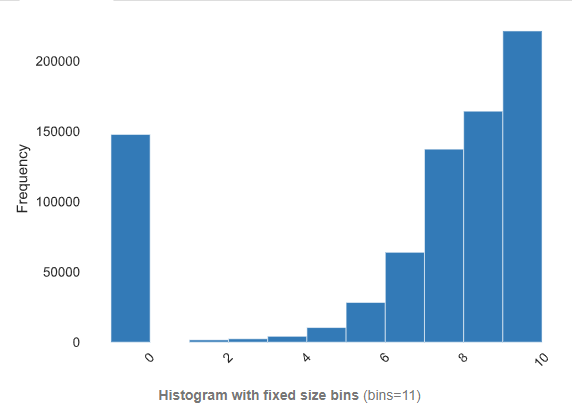 200000
150000
100000
50000
0
Frequency
0 2 4 6 8 10
Histogram with fixed size bins (bins=11)